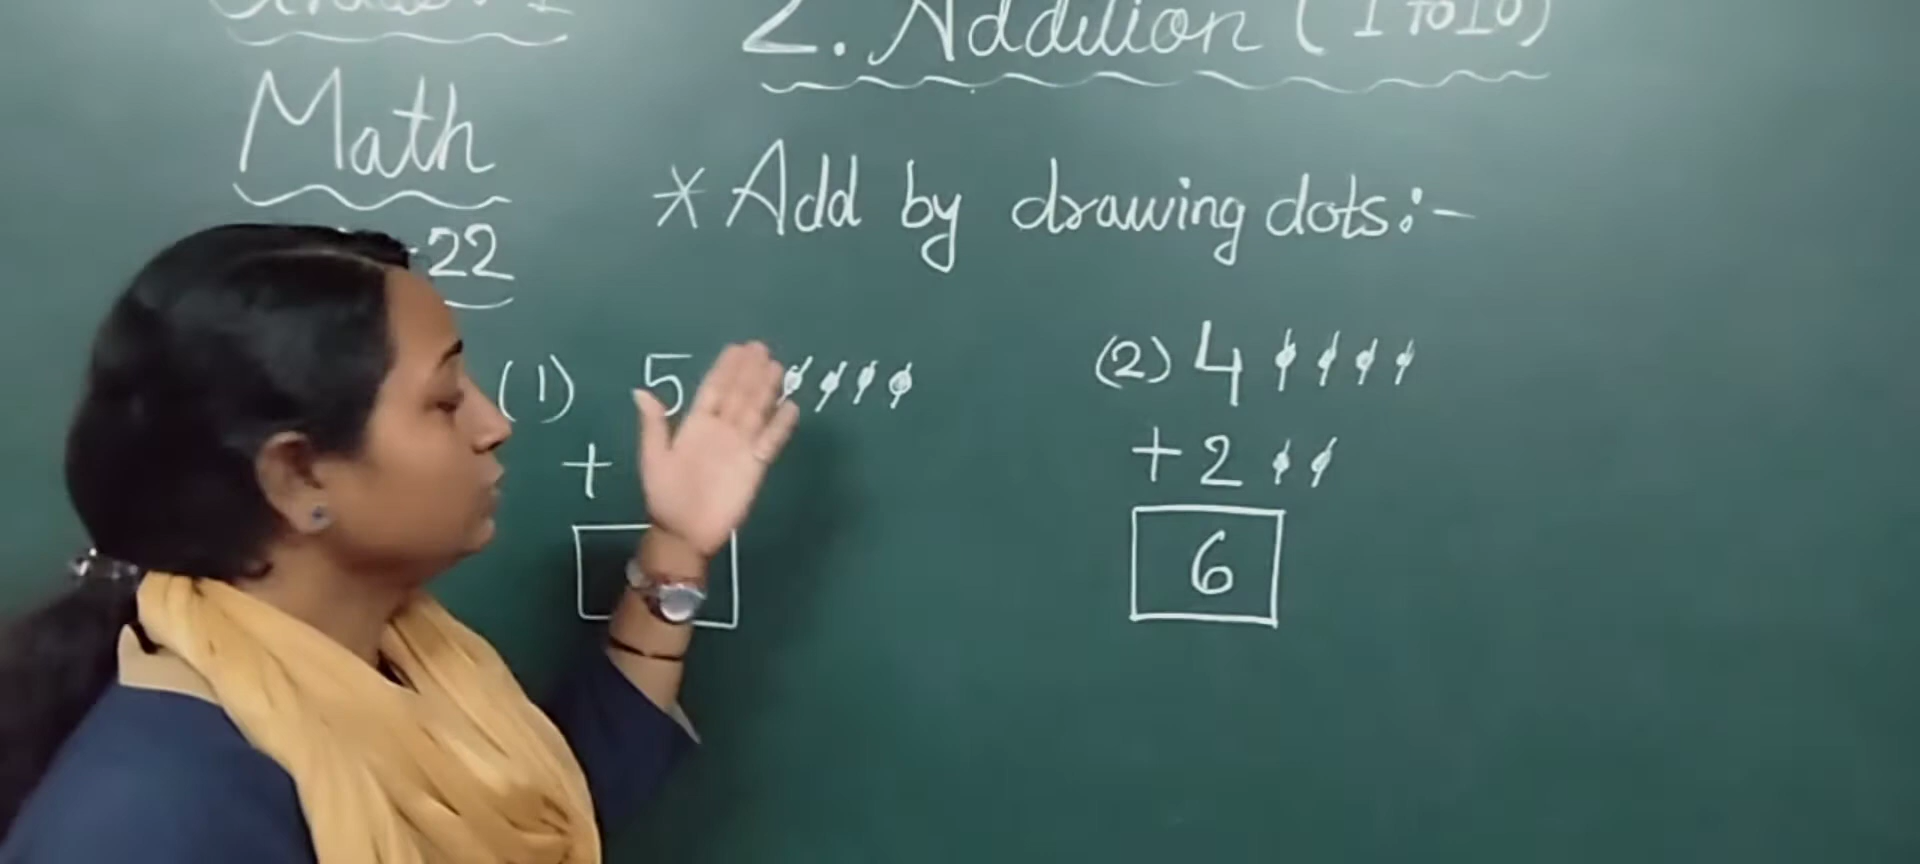 2. Addition (1 to 10)
Math
22
* Add by drawing dots:-
(1) 5
+
(2) 4
+ 2
6